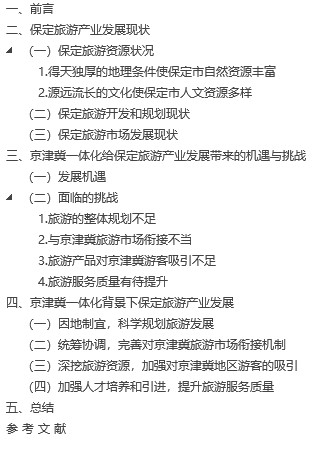 一、前言
二、保定旅游产业发展现状
（一）保定旅游资源状况
1.得天独厚的地理条件使保定市自然资源丰富
2.源远流长的文化使保定市人文资源多样
（二）保定旅游开发和规划现状
（三）保定旅游市场发展现状
三、京津冀一体化给保定旅游产业发展带来的机遇与挑战
（一）发展机遇
（二）面临的挑战
1.旅游的整体规划不足
2.与京津冀旅游市场衔接不当
3.旅游产品对京津冀游客吸引不足
4.旅游服务质量有待提升
四、京津冀一体化背景下保定旅游产业发展
（一）因地制宜，科学规划旅游发展
（二）统筹协调，完善对京津冀旅游市场衔接机制
（三）深挖旅游资源，加强对京津冀地区游客的吸引
（四）加强人才培养和引进，提升旅游服务质量
五、总结
参 考 文 献